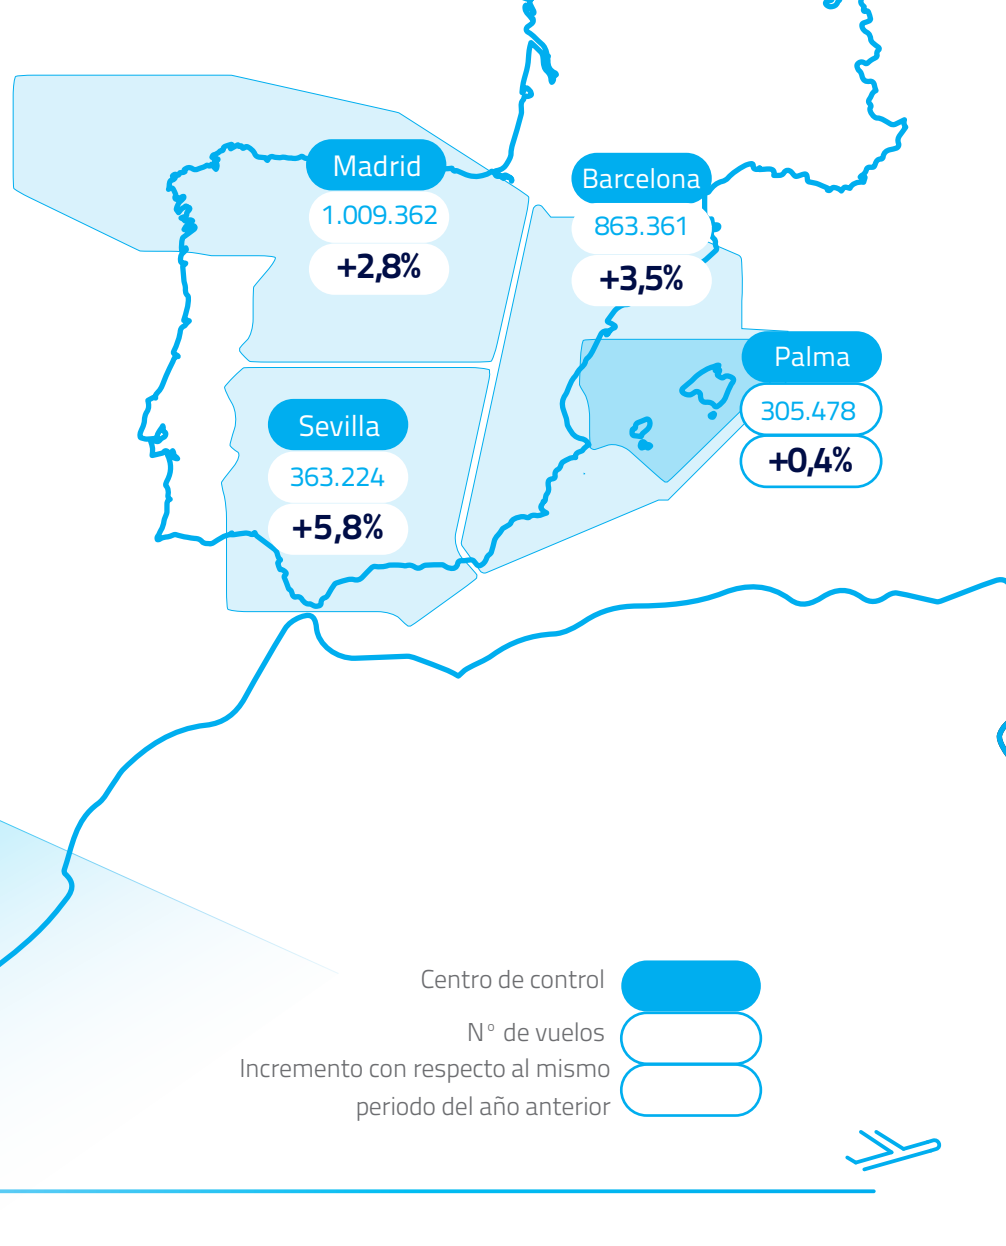 Madrid
1.009.362
+2,8%
Barcelona
863.361
+3,5%
Palma
305.478
+0,4%
Sevilla
363.224
+5,8%
Centro de control
N° de vuelos
Incremento con respecto al mismo
periodo del año anterior